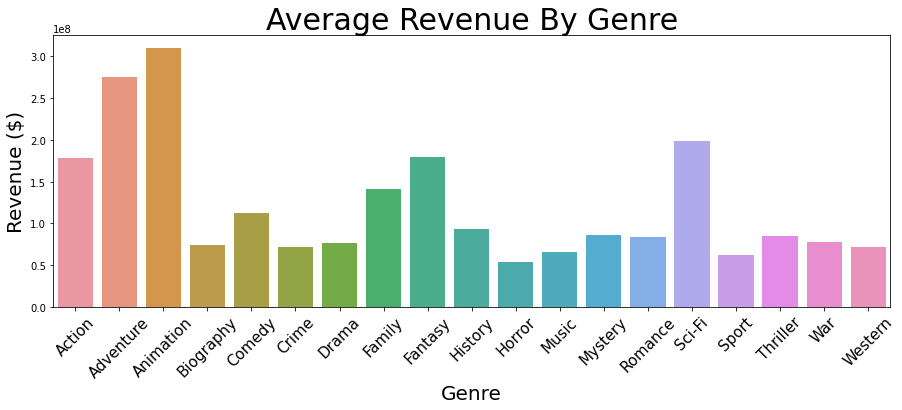 Average Revenue By Genre
1e8
3.0
2.5
2.0
1.5
1.0
0.5
0.0
Revenue ($)
Action
Adventure
Animation
Biography
Comedy
Crime
Drama
Family
Fantasy
History
Horror
Music
Mystery
Romance
Sci-Fi
Sport
Thriller
War
Western
Genre